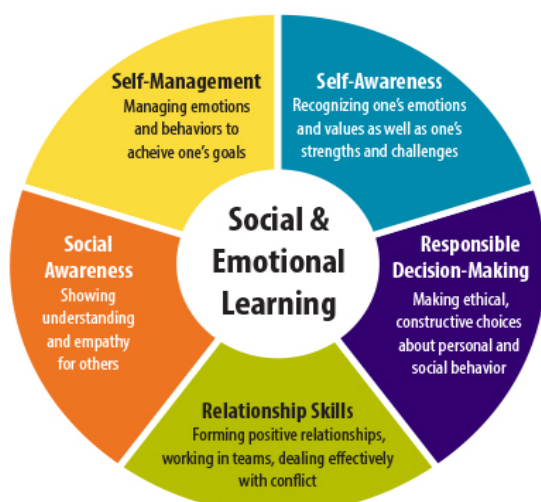 Self-Management
Managing emotions
and behaviors to
acheive one's goals
Self-Awareness
Recognizing one's emotions
and values as well as one's
strengths and challenges
Social &
Emotional
Learning
Social
Awareness
Showing
understanding
and empathy
for others
Responsible
Decision-Making
Making ethical,
constructive choices
about personal and
social behavior
Relationship Skills
Forming positive relationships,
working in teams, dealing effectively
with conflict